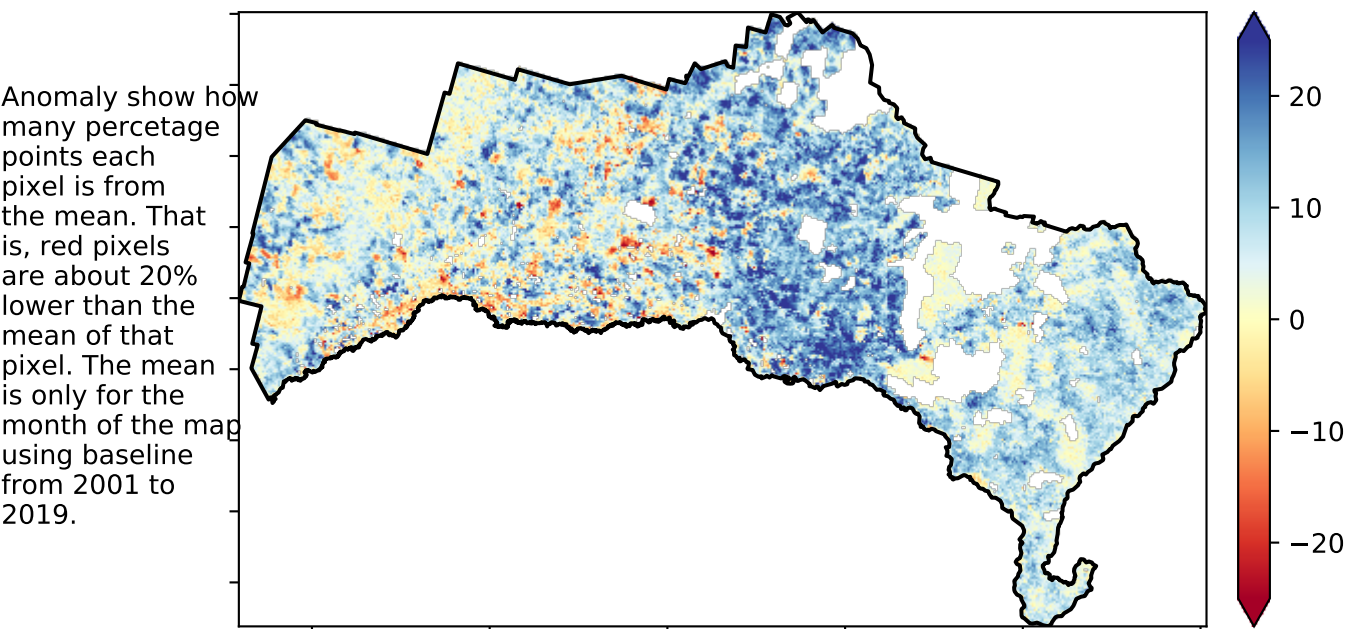 Anomaly show how
many percetage
points each
pixel is from
the mean. That
is, red pixels
are about 20%
lower than the
mean of that
pixel. The mean
is only for the
month of the map
using baseline
from 2001 to
2019.
20
10
0
−10
−20